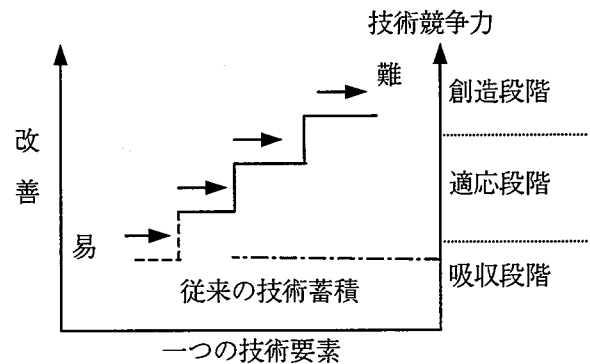 技術競争力
難
創造段階
改善
適応段階
易
吸収段階
従来の技術蓄積
一つの技術要素